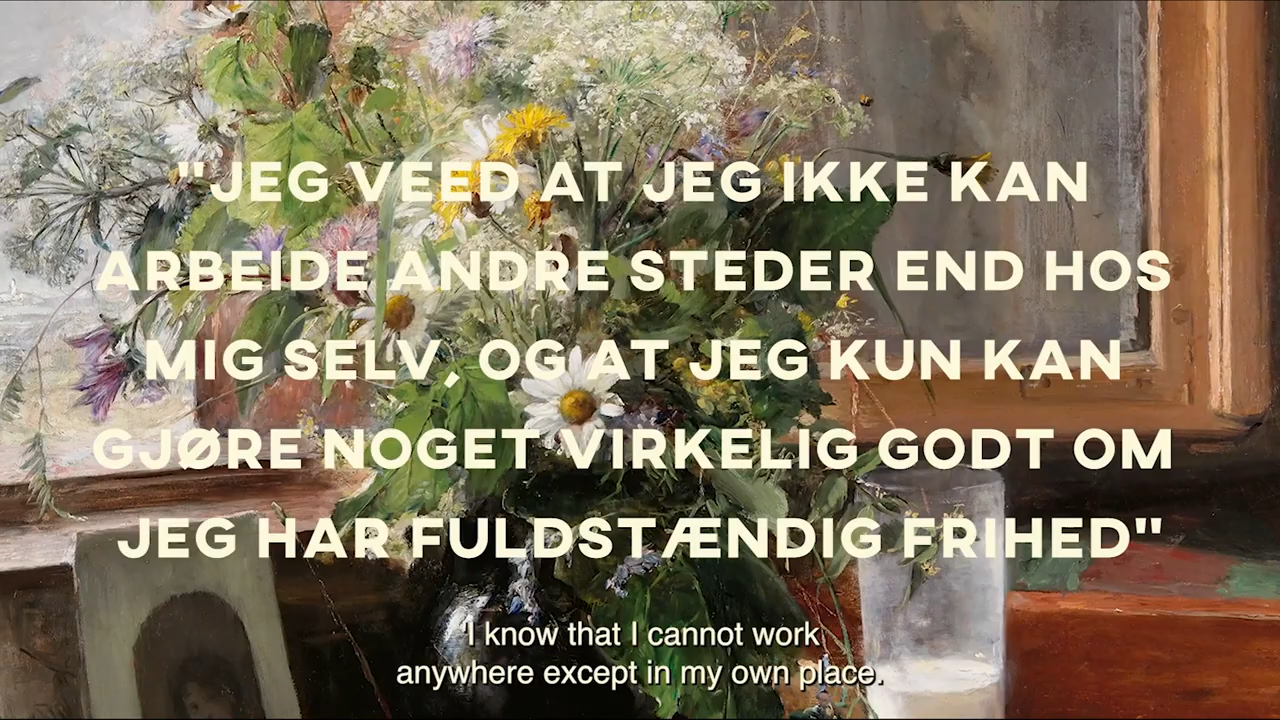 "JEG VEED AT JEG IKKE KAN
ARBEIDE ANDRE STEDER END HOS
MIG SELV, OG AT JEG KUN KAN
GJØRE NOGET VIRKELIG GODT OM
JEG HAR FULDSTÆNDIG FRIHED"
'I know that I cannot work
anywhere except in my own place.